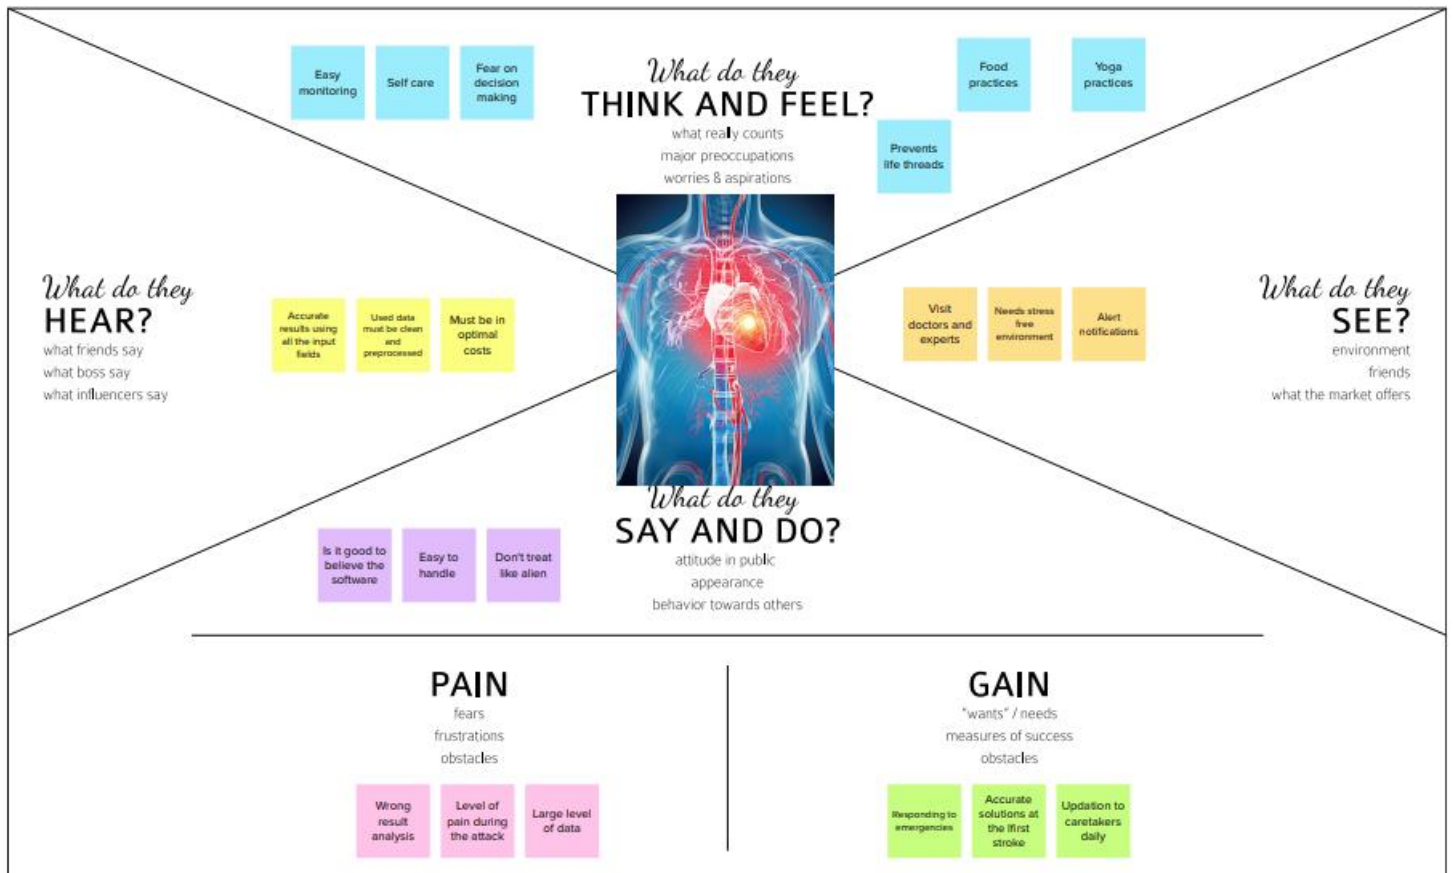 What do they
THINK AND FEEL?
what really counts
major preoccupations
worries & aspirations
Easy
monitoring
Self care
Fear on
decision
making
Food
practices
Yoga
practices
Prevents
life threads
What do they
HEAR?
what friends say
what boss say
what influencers say
Accurate
results using
all the input
fields
Used data
must be clean
and
preprocessed
Must be in
optimal
costs
Visit
doctors and
experts
Needs stress
free
environment
Alert
notifications
What do they
SEE?
environment
friends
what the market offers
What do they
SAY AND DO?
attitude in public
appearance
behavior towards others
Is it good to
believe the
software
Easy to
handle
Don't treat
like alien
PAIN
fears
frustrations
obstacles
Wrong
result
analysis
Level of
pain during
the attack
Large level
of data
GAIN
"wants" / needs
measures of success
obstacles
Responding to
emergencies
Accurate
solutions at
the Ifirst
stroke
Updation to
caretakers
daily